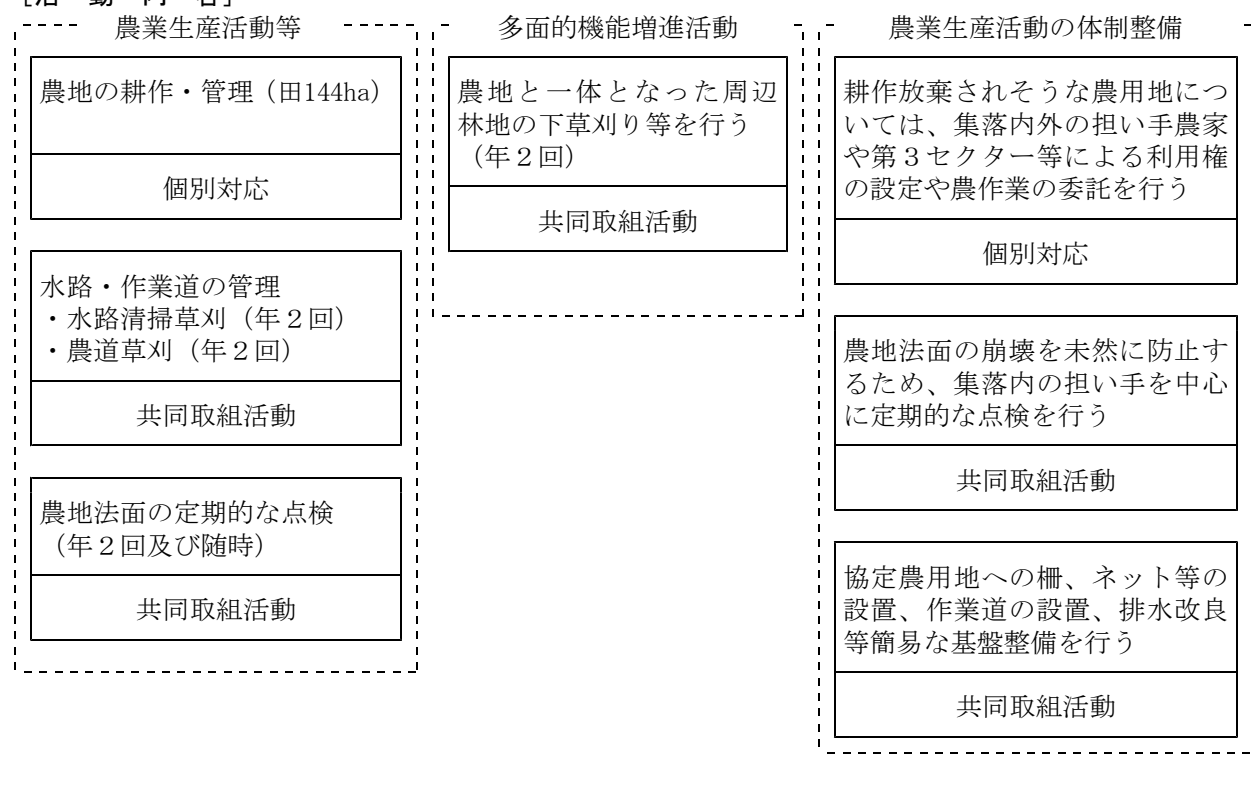 [活 動 内 容]
農業生産活動等
農地の耕作・管理（田144ha）
個別対応
水路・作業道の管理
・水路清掃草刈（年２回）
・農道草刈（年２回）
共同取組活動
農地法面の定期的な点検
（年２回及び随時）
共同取組活動
多面的機能増進活動
農地と一体となった周辺
林地の下草刈り等を行う
（年２回）
共同取組活動
農業生産活動の体制整備
耕作放棄されそうな農用地につ
いては、集落内外の担い手農家
や第３セクター等による利用権
の設定や農作業の委託を行う
個別対応
農地法面の崩壊を未然に防止す
るため、集落内の担い手を中心
に定期的な点検を行う
共同取組活動
協定農用地への柵、ネット等の
設置、作業道の設置、排水改良
等簡易な基盤整備を行う
共同取組活動